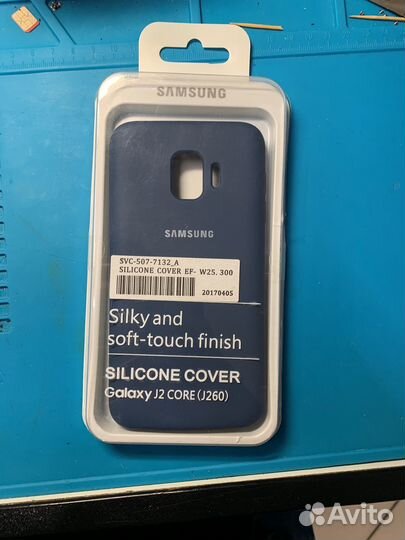 SAMSUNG
SAMSUNG
SVC-507-7132_A
SILICONE COVER EF- W25.300
20170405
Silky and
soft-touch finish
SILICONE COVER
Galaxy J2 CORE (J260)
Avito